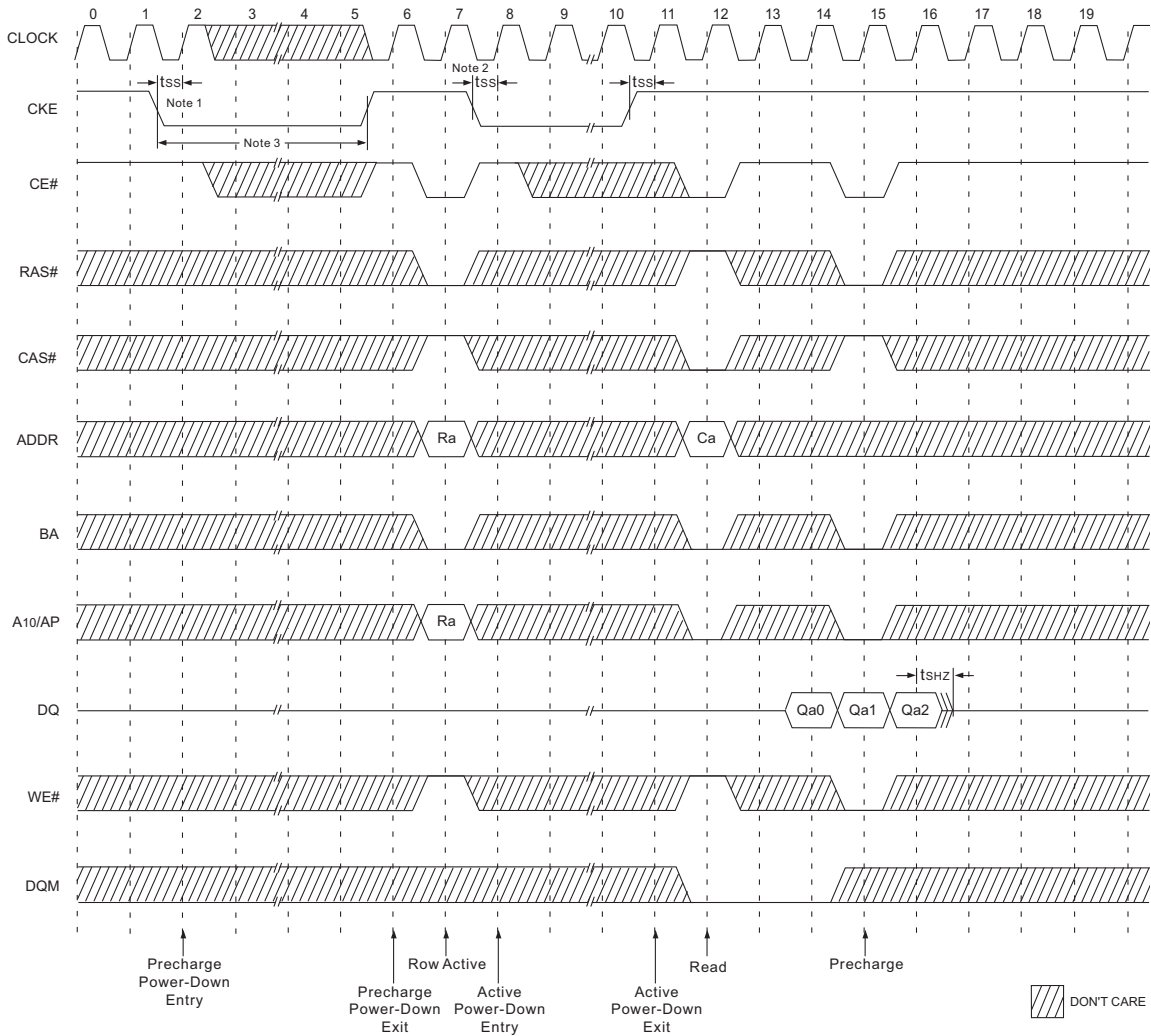 0 1 2 3 4 5 6 7 8 9 10 11 12 13 14 15 16 17 18 19
CLOCK
Note 2
tSS tSS tSS
Note 1
CKE
Note 3
CE#
RAS#
CAS#
ADDR Ra Ca
BA
A10/AP Ra
tSHZ
DQ Qa0 Qa1 Qa2
WE#
DQM
Precharge
Power-Down
Entry
Row Active
Precharge
Power-Down
Exit
Active
Power-Down
Entry
Active
Power-Down
Exit
Read
Precharge
DON'T CARE